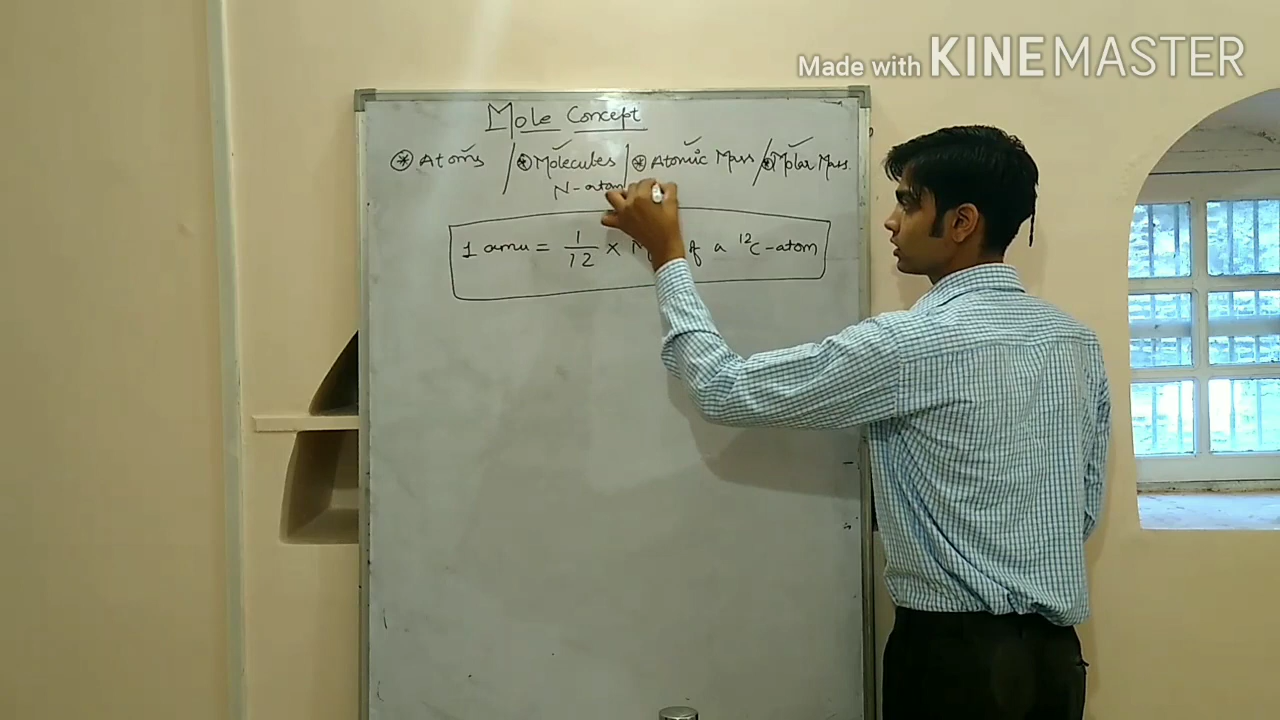 Made with KINEMASTER
Mole Concept
Atoms / Molecules | Atomic Mass / Molar Mass.
N-atom
1 amu = 1/12 × of a ¹²C-atom